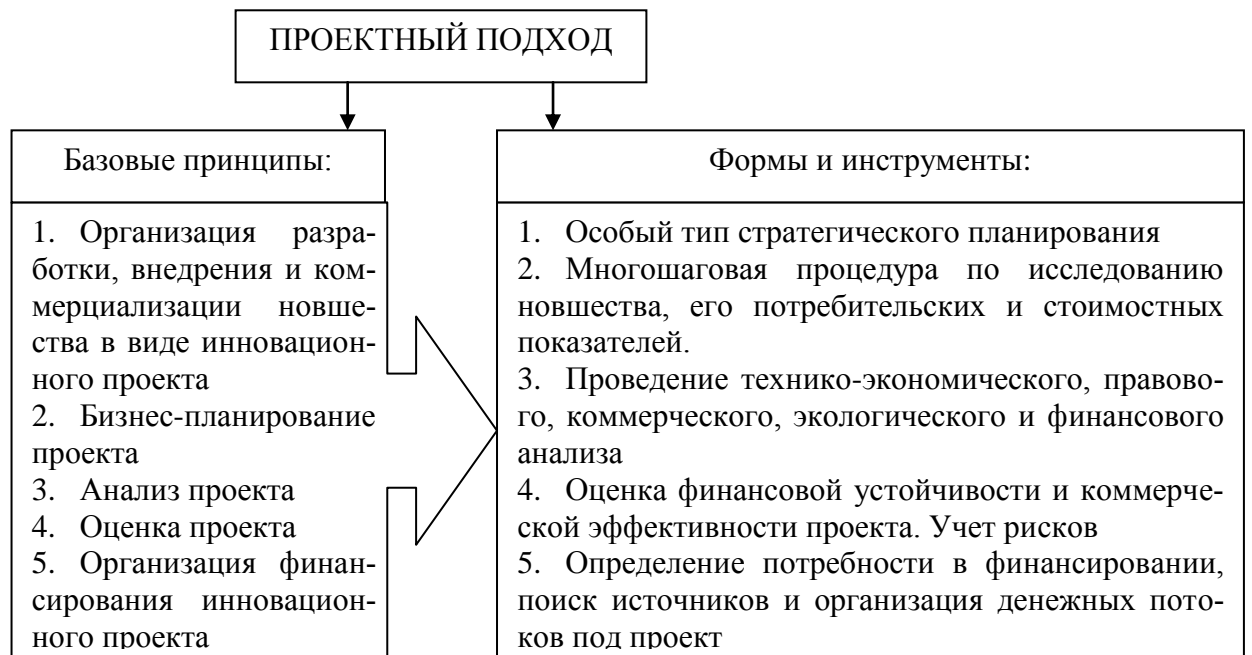 ПРОЕКТНЫЙ ПОДХОД
Базовые принципы:
1. Организация разра-
ботки, внедрения и ком-
мерциализации новше-
ства в виде инновацион-
ного проекта
2. Бизнес-планирование
проекта
3. Анализ проекта
4. Оценка проекта
5. Организация финан-
сирования инновацион-
ного проекта
Формы и инструменты:
1. Особый тип стратегического планирования
2. Многошаговая процедура по исследованию
новшества, его потребительских и стоимостных
показателей.
3. Проведение технико-экономического, правово-
го, коммерческого, экологического и финансового
анализа
4. Оценка финансовой устойчивости и коммерче-
ской эффективности проекта. Учет рисков
5. Определение потребности в финансировании,
поиск источников и организация денежных пото-
ков под проект